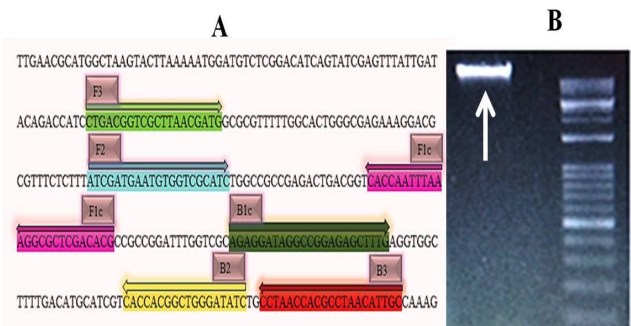 A B
TTGAACGCATGGCTAAGTACTTAAAAATGGATGTCTCGGACATCAGTATCGAGTTTATTGAT
F3
ACAGACCATCCTGACGGTCGCTTAACGATGGCGCGTTTTTGGCACTGGGCGAGAAAGGACG
F2 F1c
CGTTTCTCTTTATCGATGAATGTGGTCGCATCTGGCCGCCGAGACTGACGGTCACCAATTTAA
F1c B1c
AGGCGCTCGACACGCCGCCGGATTTGGTCGCAGAGGATAGGCCGGAGAGCTTTGAGGTGGC
B2 B3
TTTTGACATGCATCGTCACCACGGCTGGGATATCTGCCTAACCACGCCTAACATTGCCAAAG